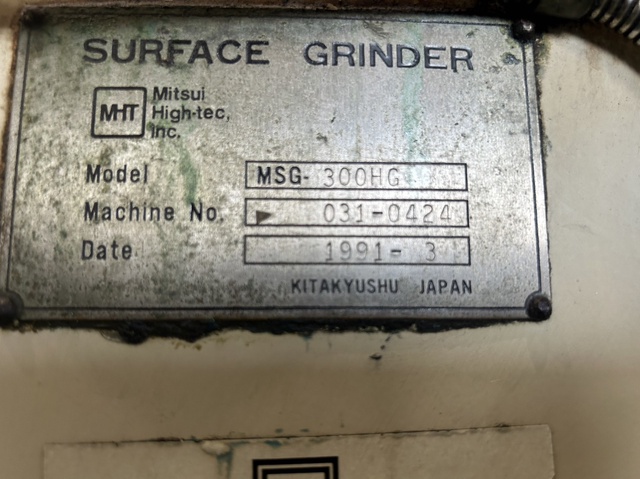 SURFACE GRINDER
MHT
Mitsui
High-tec,
Inc.
Model MSG-300HG
Machine No. ▶ 031-0424
Date 1991-3
KITAKYUSHU JAPAN